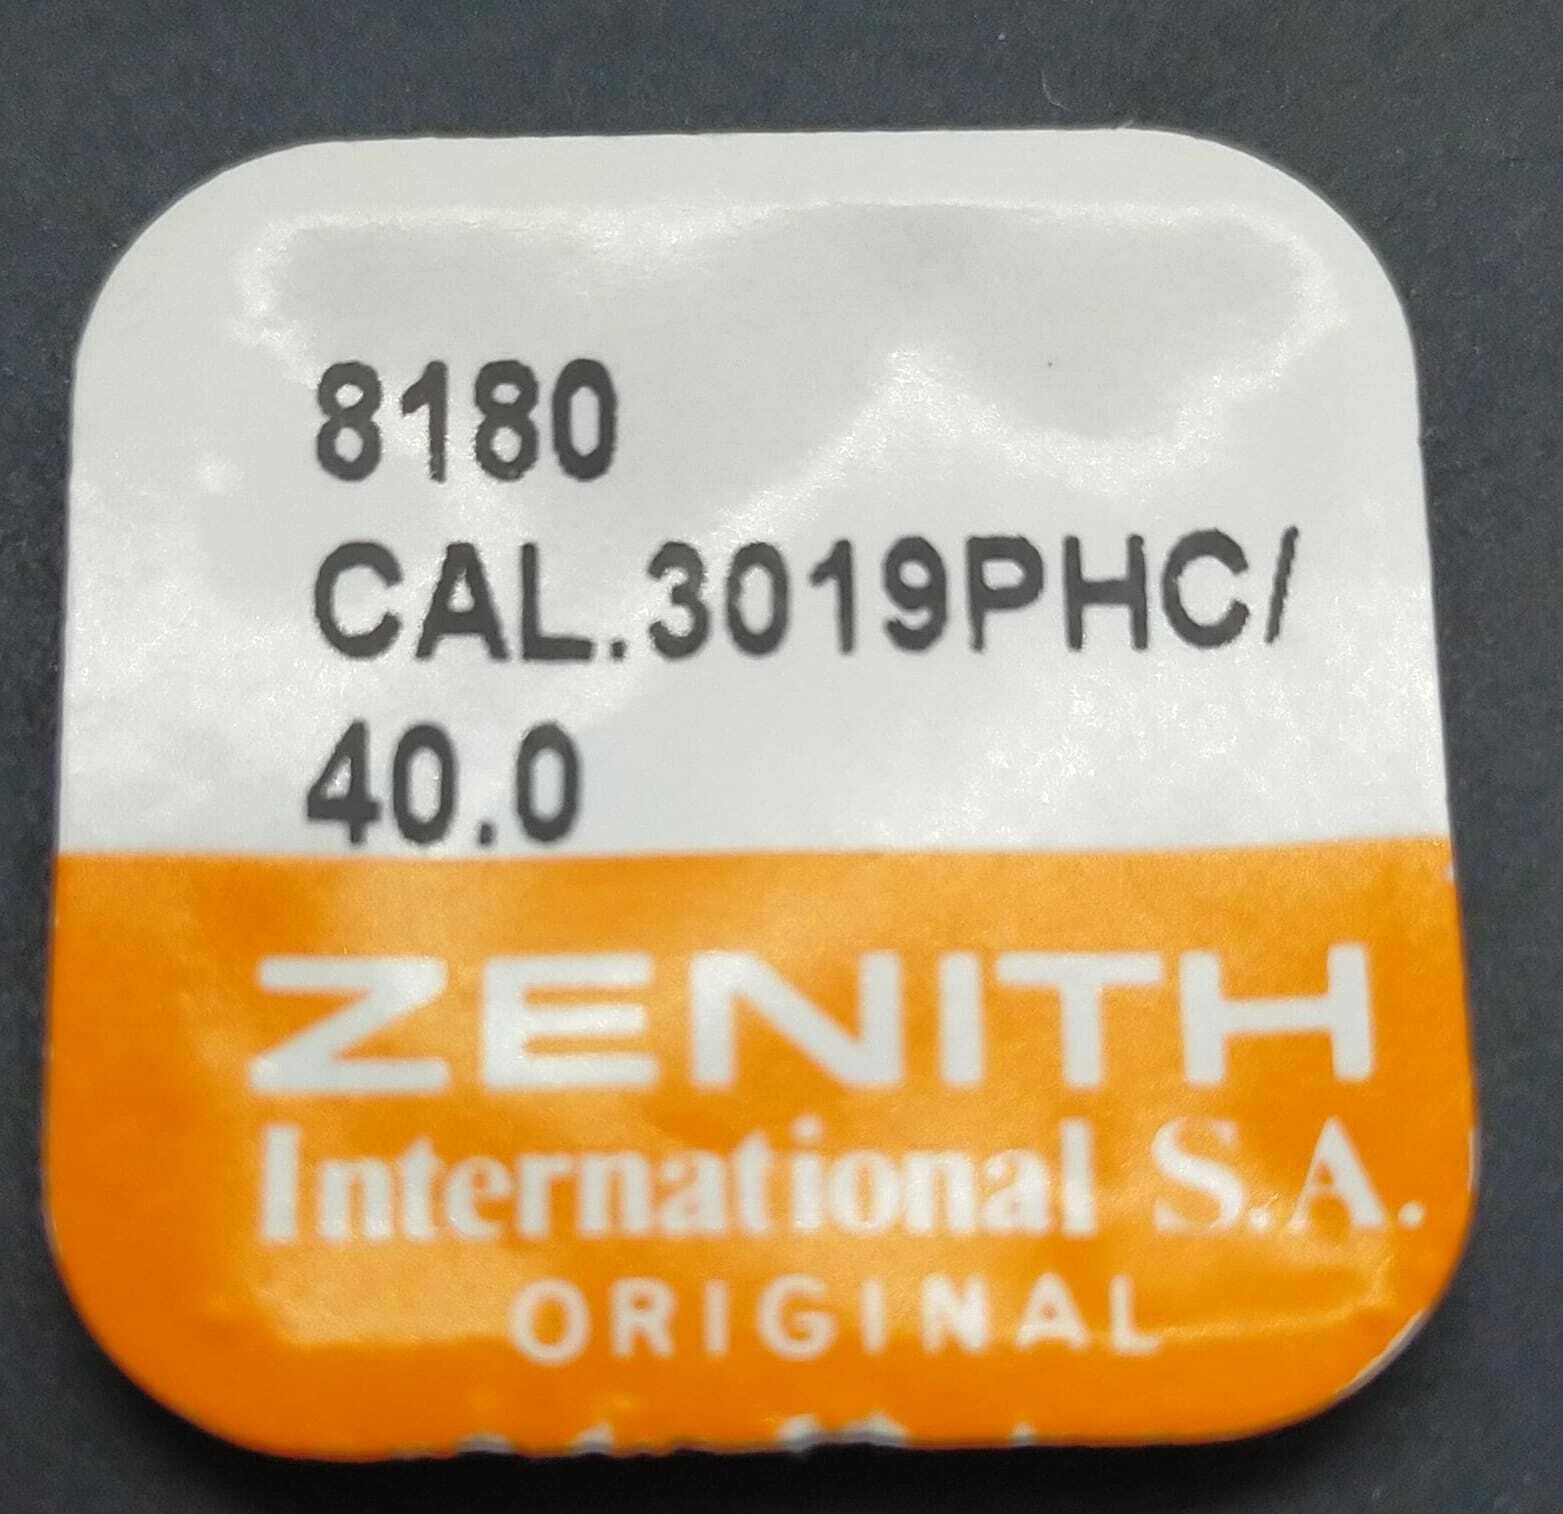 8180
CAL.3019PHC/
40.0
ZENITH
International S.A.
ORIGINAL